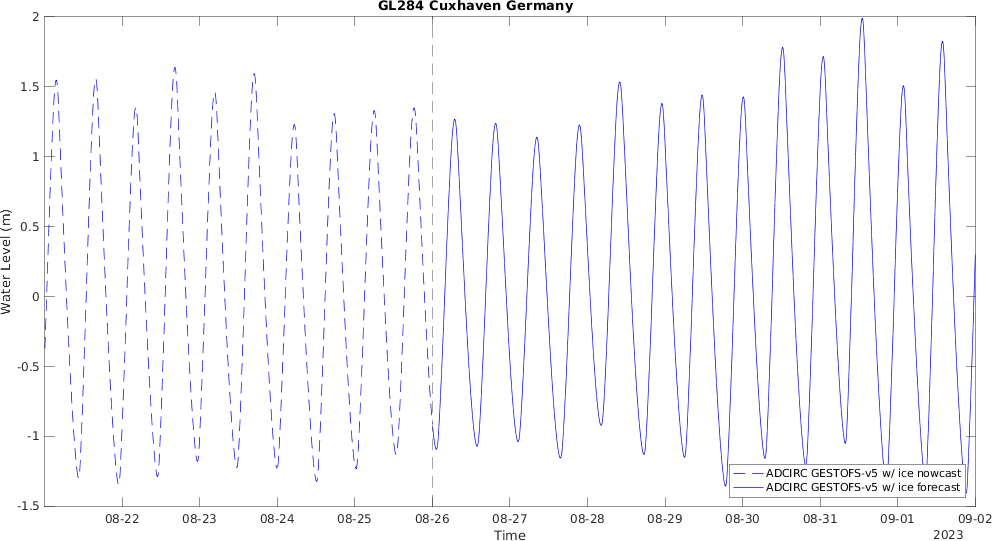 GL284 Cuxhaven Germany
Water Level (m)
2
1.5
1
0.5
0
-0.5
-1
-1.5
ADCIRC GESTOFS-v5 w/ ice nowcast
ADCIRC GESTOFS-v5 w/ ice forecast
08-22 08-23 08-24 08-25 08-26 08-27 08-28 08-29 08-30 08-31 09-01 09-02
Time
2023